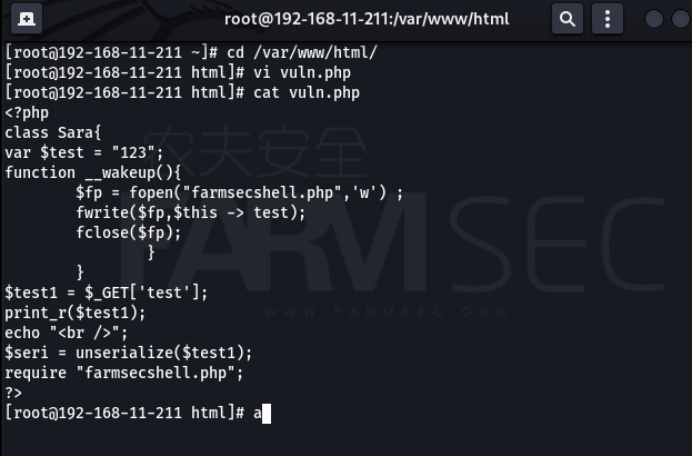 root@192-168-11-211:/var/www/html
[root@192-168-11-211 ~]# cd /var/www/html/
[root@192-168-11-211 html]# vi vuln.php
[root@192-168-11-211 html]# cat vuln.php
<?php
class Sara{
var $test = "123";
function __wakeup(){
        $fp = fopen("farmsecshell.php",'w') ;
        fwrite($fp,$this -> test);
        fclose($fp);
                }
        }
$test1 = $_GET['test'];
print_r($test1);
echo "<br />";
$seri = unserialize($test1);
require "farmsecshell.php";
?>
[root@192-168-11-211 html]# a
农夫安全
FARMSEC
WWW.FARMSEC.ORG